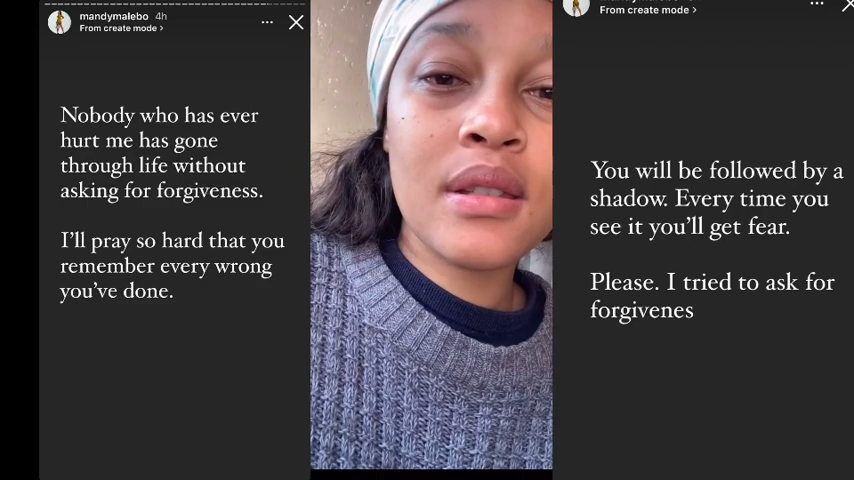 mandymalebo 4h
From create mode >
Nobody who has ever
hurt me has gone
through life without
asking for forgiveness.
I'll pray so hard that you
remember every wrong
you've done.
From create mode >
You will be followed by a
shadow. Every time you
see it you'll get fear.
Please. I tried to ask for
forgivenes